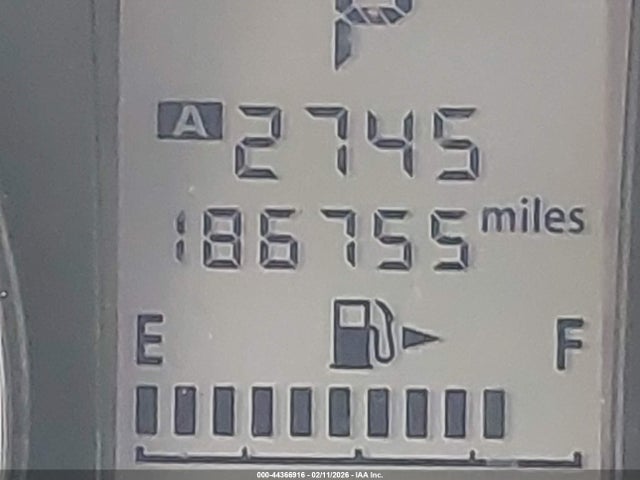 P
A 2745
186755 miles
E F
000-44366916 - 02/11/2026 - IAA Inc.